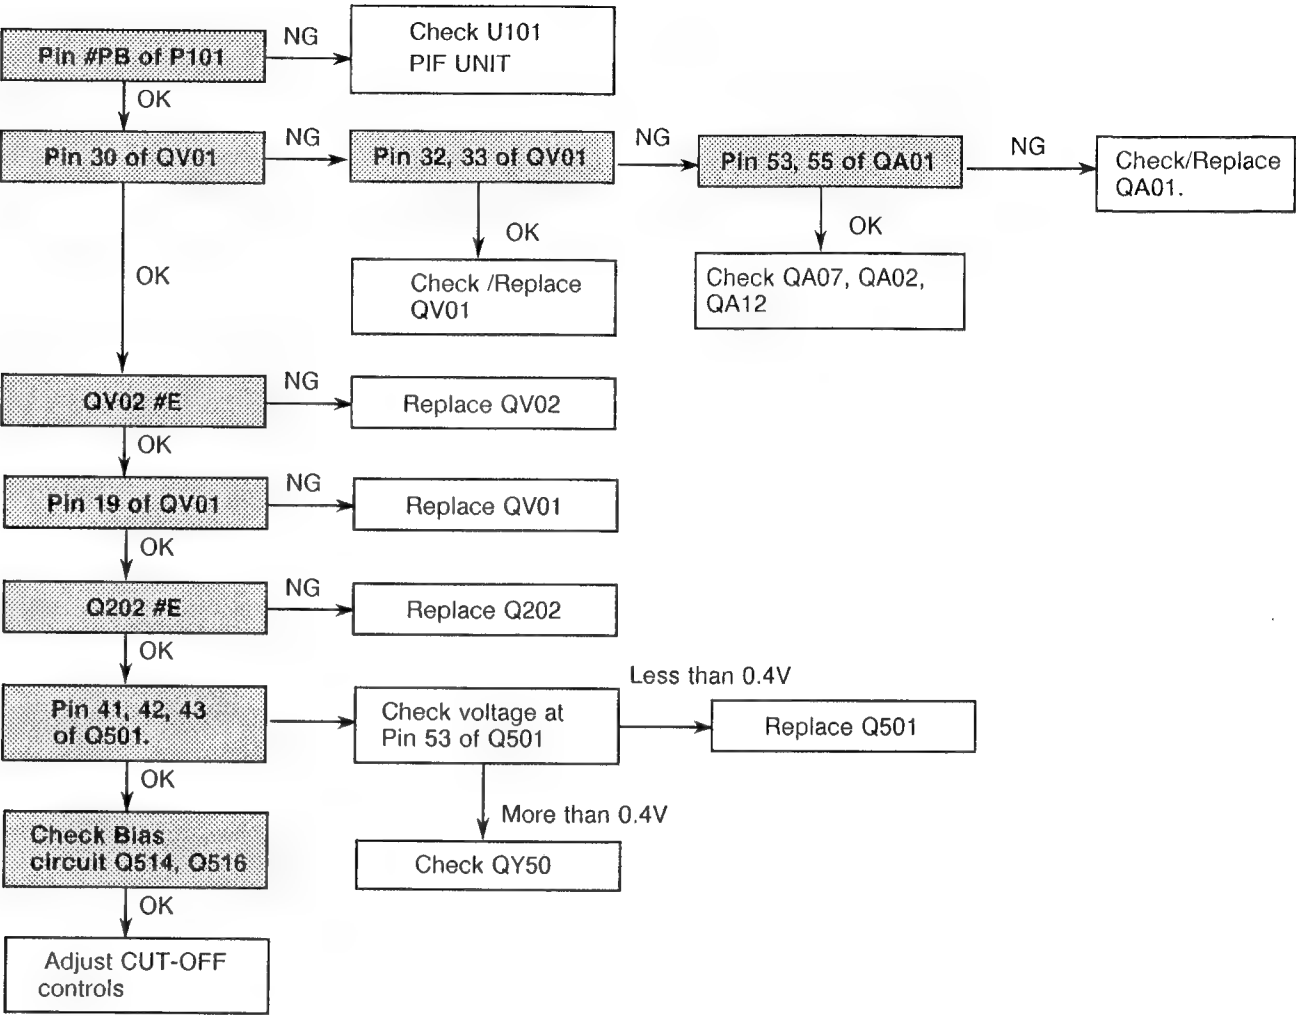 Pin #PB of P101
NG
Check U101
PIF UNIT
OK
Pin 30 of QV01
NG
Pin 32, 33 of QV01
NG
Pin 53, 55 of QA01
NG
Check/Replace
QA01.
OK
OK
OK
Check /Replace
QV01
Check QA07, QA02,
QA12
QV02 #E
NG
Replace QV02
OK
Pin 19 of QV01
NG
Replace QV01
OK
Q202 #E
NG
Replace Q202
OK
Pin 41, 42, 43
of Q501.
Check voltage at
Pin 53 of Q501
Less than 0.4V
Replace Q501
OK
More than 0.4V
Check QY50
Check Bias
circuit Q514, Q516
OK
Adjust CUT-OFF
controls